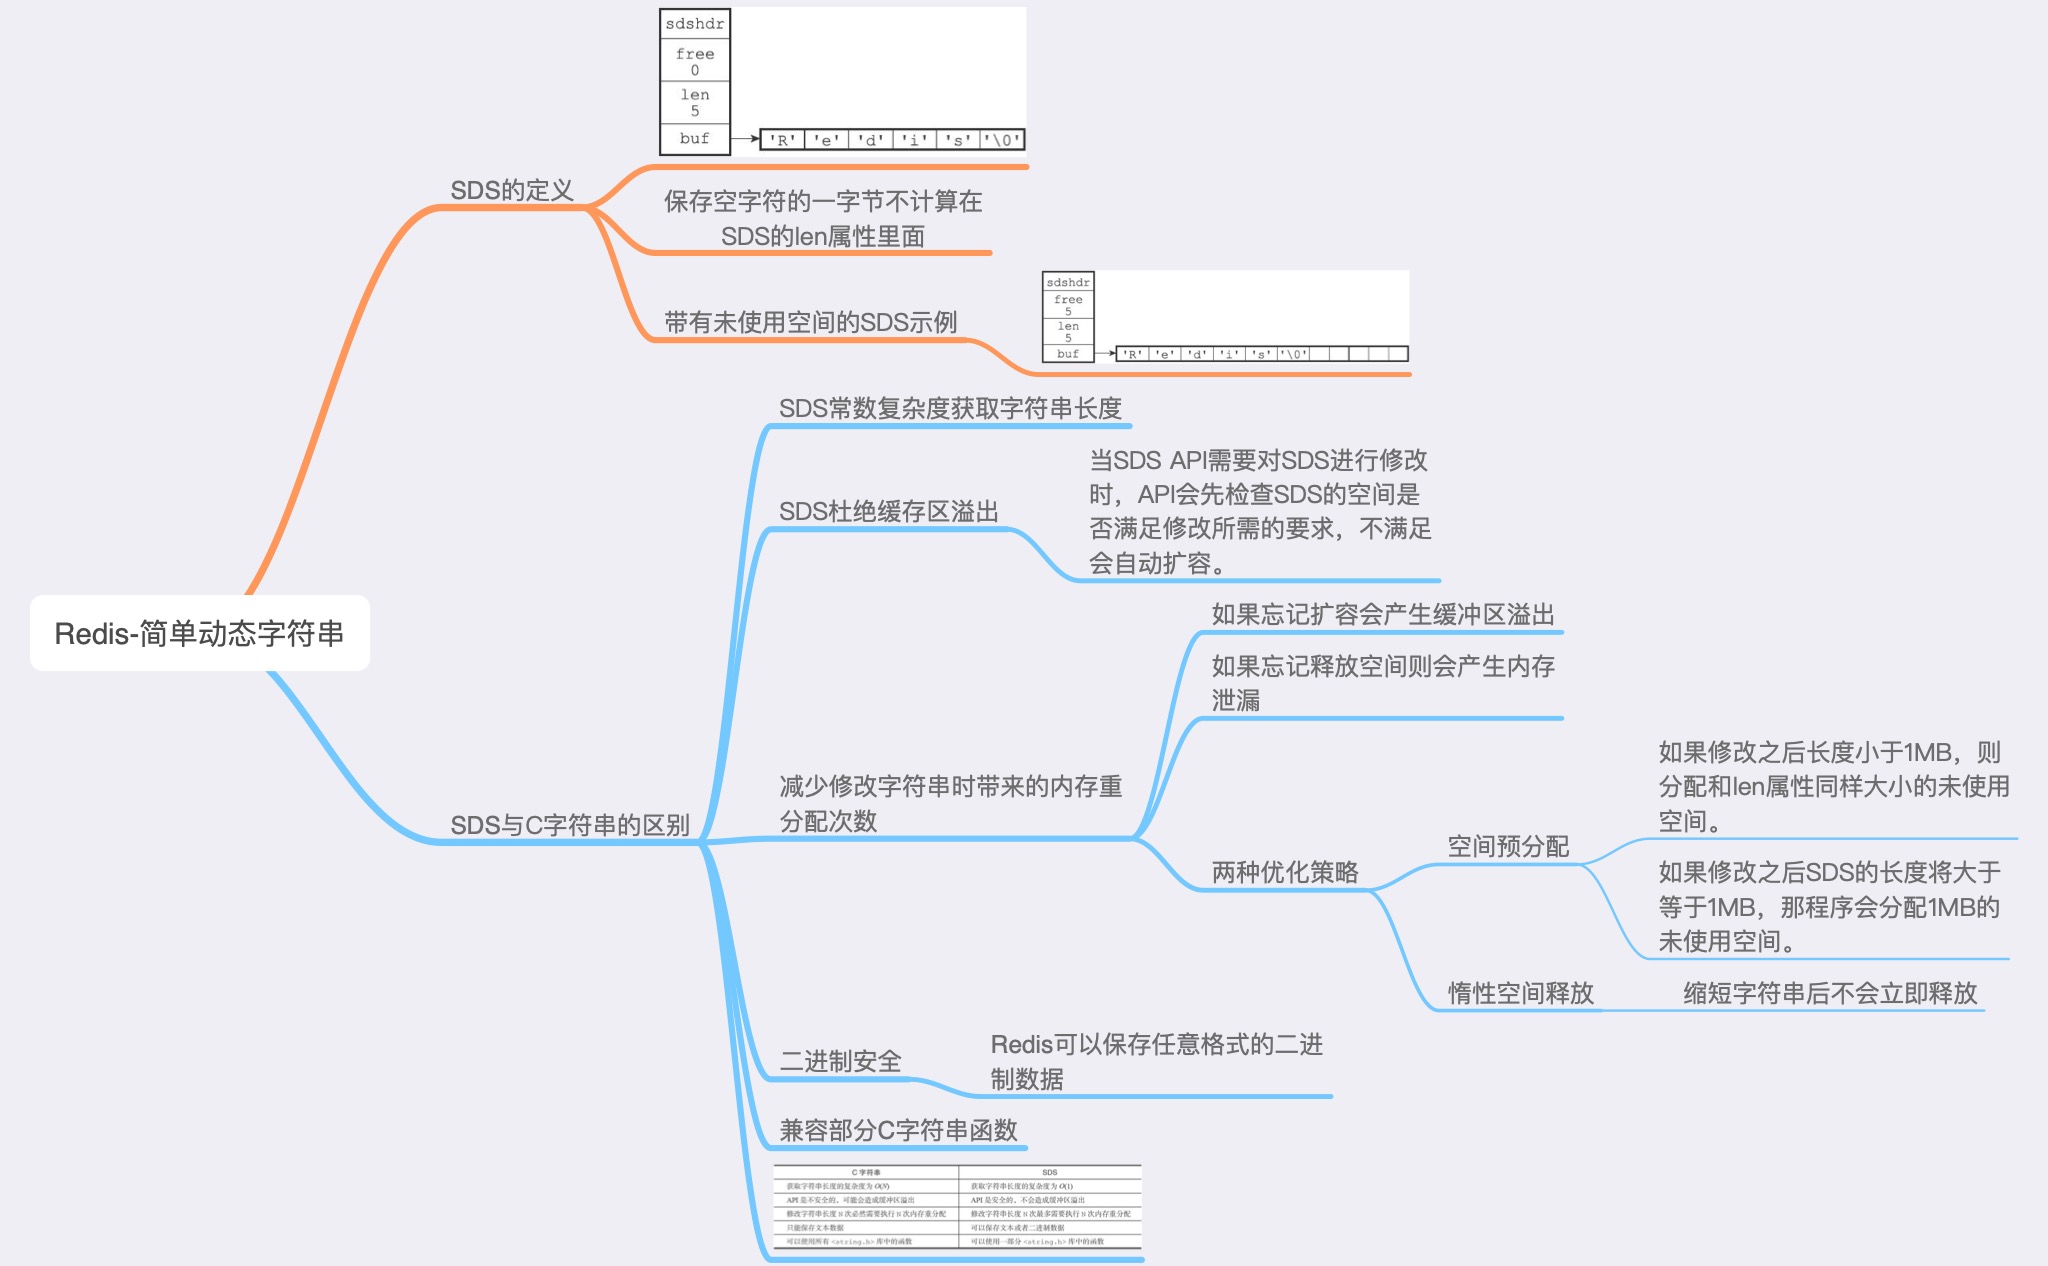 sdshdr
free
0
len
5
buf
'R' 'e' 'd' 'i' 's' '\0'
SDS的定义
保存空字符的一字节不计算在
SDS的len属性里面
带有未使用空间的SDS示例
sdshdr
free
5
len
5
buf
'R' 'e' 'd' 'i' 's' '\0'
Redis-简单动态字符串
SDS与C字符串的区别
SDS常数复杂度获取字符串长度
SDS杜绝缓存区溢出
当SDS API需要对SDS进行修改
时，API会先检查SDS的空间是
否满足修改所需的要求，不满足
会自动扩容。
减少修改字符串时带来的内存重
分配次数
如果忘记扩容会产生缓冲区溢出
如果忘记释放空间则会产生内存
泄漏
两种优化策略
空间预分配
如果修改之后长度小于1MB，则
分配和len属性同样大小的未使用
空间。
如果修改之后SDS的长度将大于
等于1MB，那程序会分配1MB的
未使用空间。
惰性空间释放
缩短字符串后不会立即释放
二进制安全
Redis可以保存任意格式的二进
制数据
兼容部分C字符串函数
C 字符串 SDS
获取字符串长度的复杂度为 O(N) 获取字符串长度的复杂度为 O(1)
API 是不安全的，可能会造成缓冲区溢出 API 是安全的，不会造成缓冲区溢出
修改字符串长度 N 次必然需要执行 N 次内存重分配 修改字符串长度 N 次最多需要执行 N 次内存重分配
只能保存文本数据 可以保存文本或者二进制数据
可以使用所有 <string.h> 库中的函数 可以使用一部分 <string.h> 库中的函数